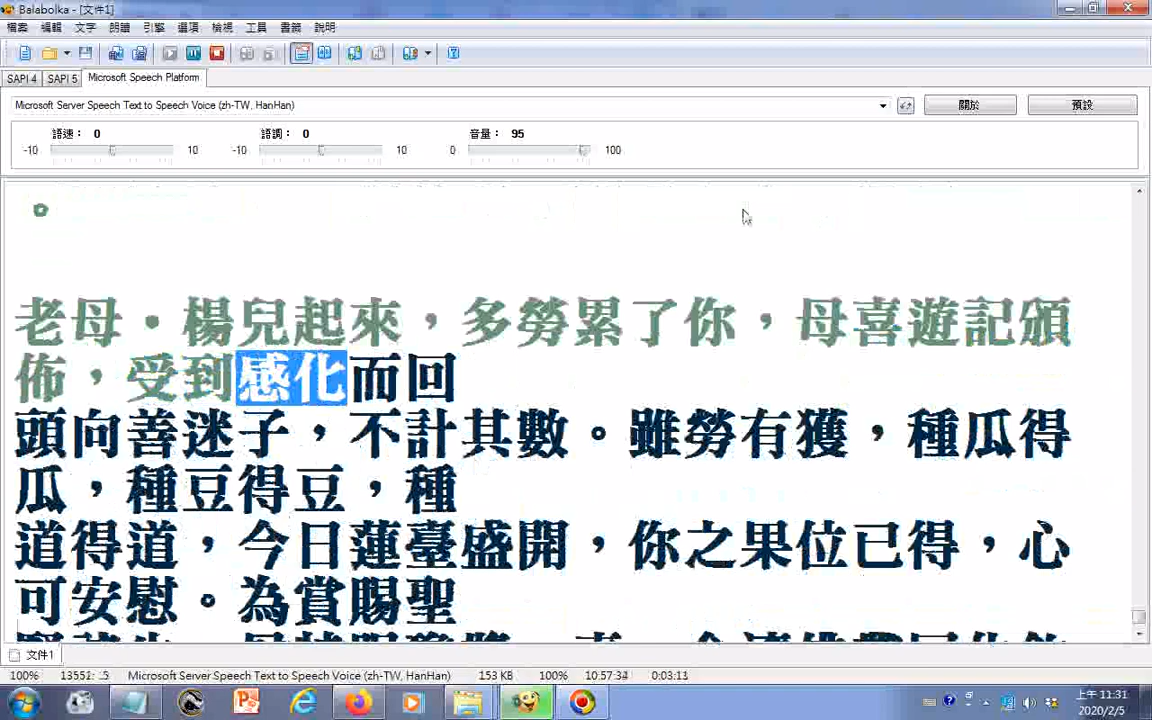 Balabolka - [文件1]
檔案 編輯 文字 朗讀 引擎 選項 檢視 工具 書籤 說明
SAPI 4 SAPI 5 Microsoft Speech Platform
Microsoft Server Speech Text to Speech Voice (zh-TW, HanHan) 關於 預設
語速： 0 語調： 0 音量： 95
-10 10 -10 10 0 100
。
老母‧楊兒起來，多勞累了你，母喜遊記頒
佈，受到感化而回
頭向善迷子，不計其數。雖勞有獲，種瓜得
瓜，種豆得豆，種
道得道，今日蓮臺盛開，你之果位已得，心
可安慰。為賞賜聖
文件1
100% 13551: Microsoft Server Speech Text to Speech Voice (zh-TW, HanHan) 153 KB 100% 10:57:34 0:03:11
上午 11:31
2020/2/5